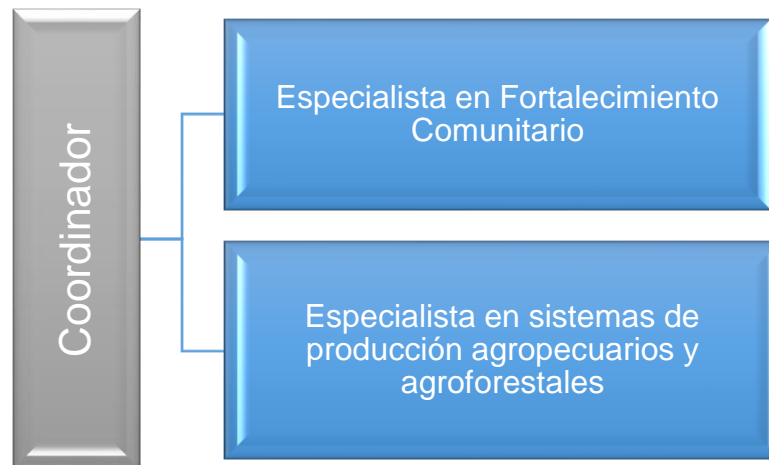 Coordinador
Especialista en Fortalecimiento
Comunitario
Especialista en sistemas de
producción agropecuarios y
agroforestales